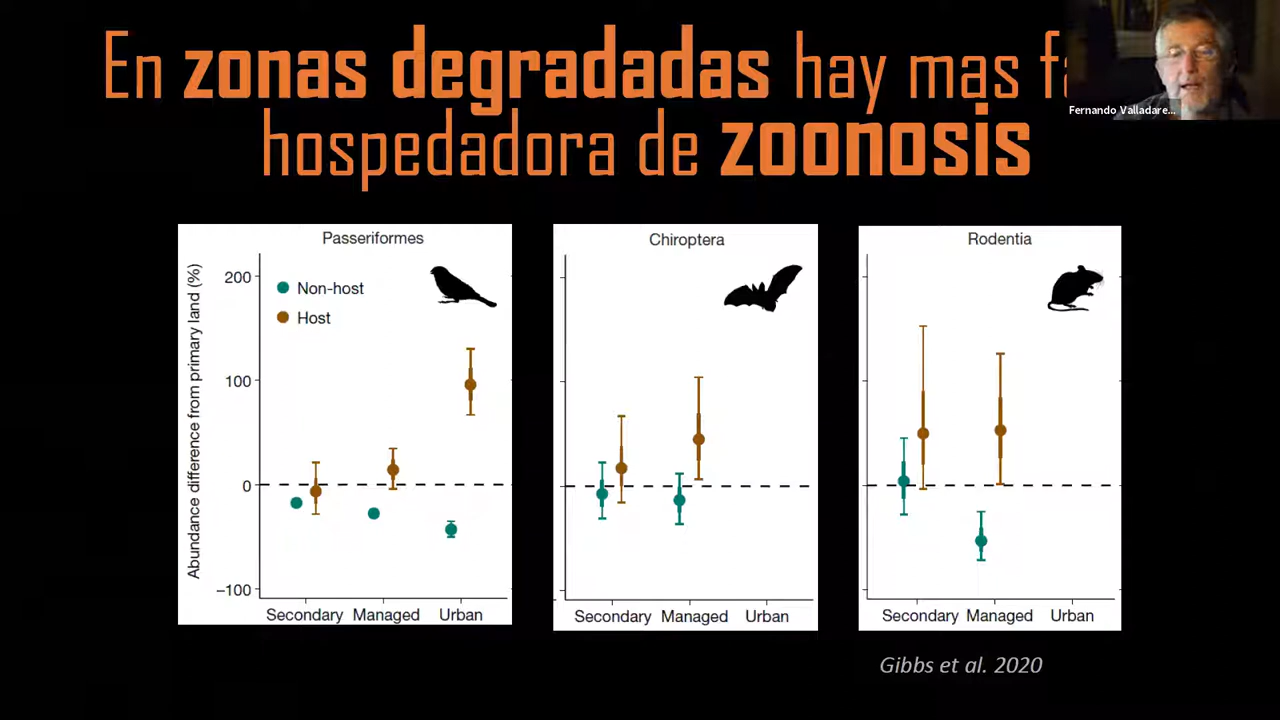 En zonas degradadas hay mas
hospedadora de zoonosis
Fernando Valladare...
Passeriformes
Abundance difference from primary land (%)
200
100
0
−100
Non-host
Host
Secondary Managed Urban
Chiroptera
Secondary Managed Urban
Rodentia
Secondary Managed Urban
Gibbs et al. 2020